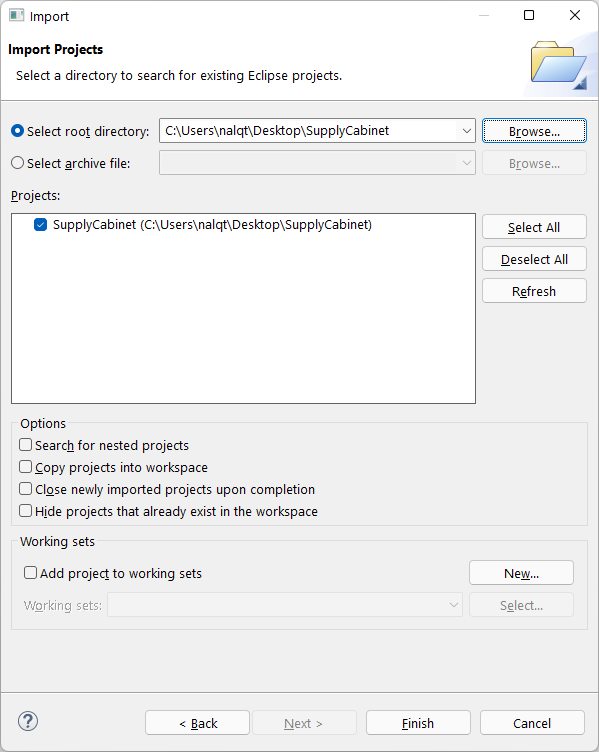 Import
Import Projects
Select a directory to search for existing Eclipse projects.
Select root directory: C:\Users\nalqt\Desktop\SupplyCabinet Browse...
Select archive file: Browse...
Projects:
SupplyCabinet (C:\Users\nalqt\Desktop\SupplyCabinet)
Select All
Deselect All
Refresh
Options
Search for nested projects
Copy projects into workspace
Close newly imported projects upon completion
Hide projects that already exist in the workspace
Working sets
Add project to working sets New...
Working sets: Select...
? < Back Next > Finish Cancel